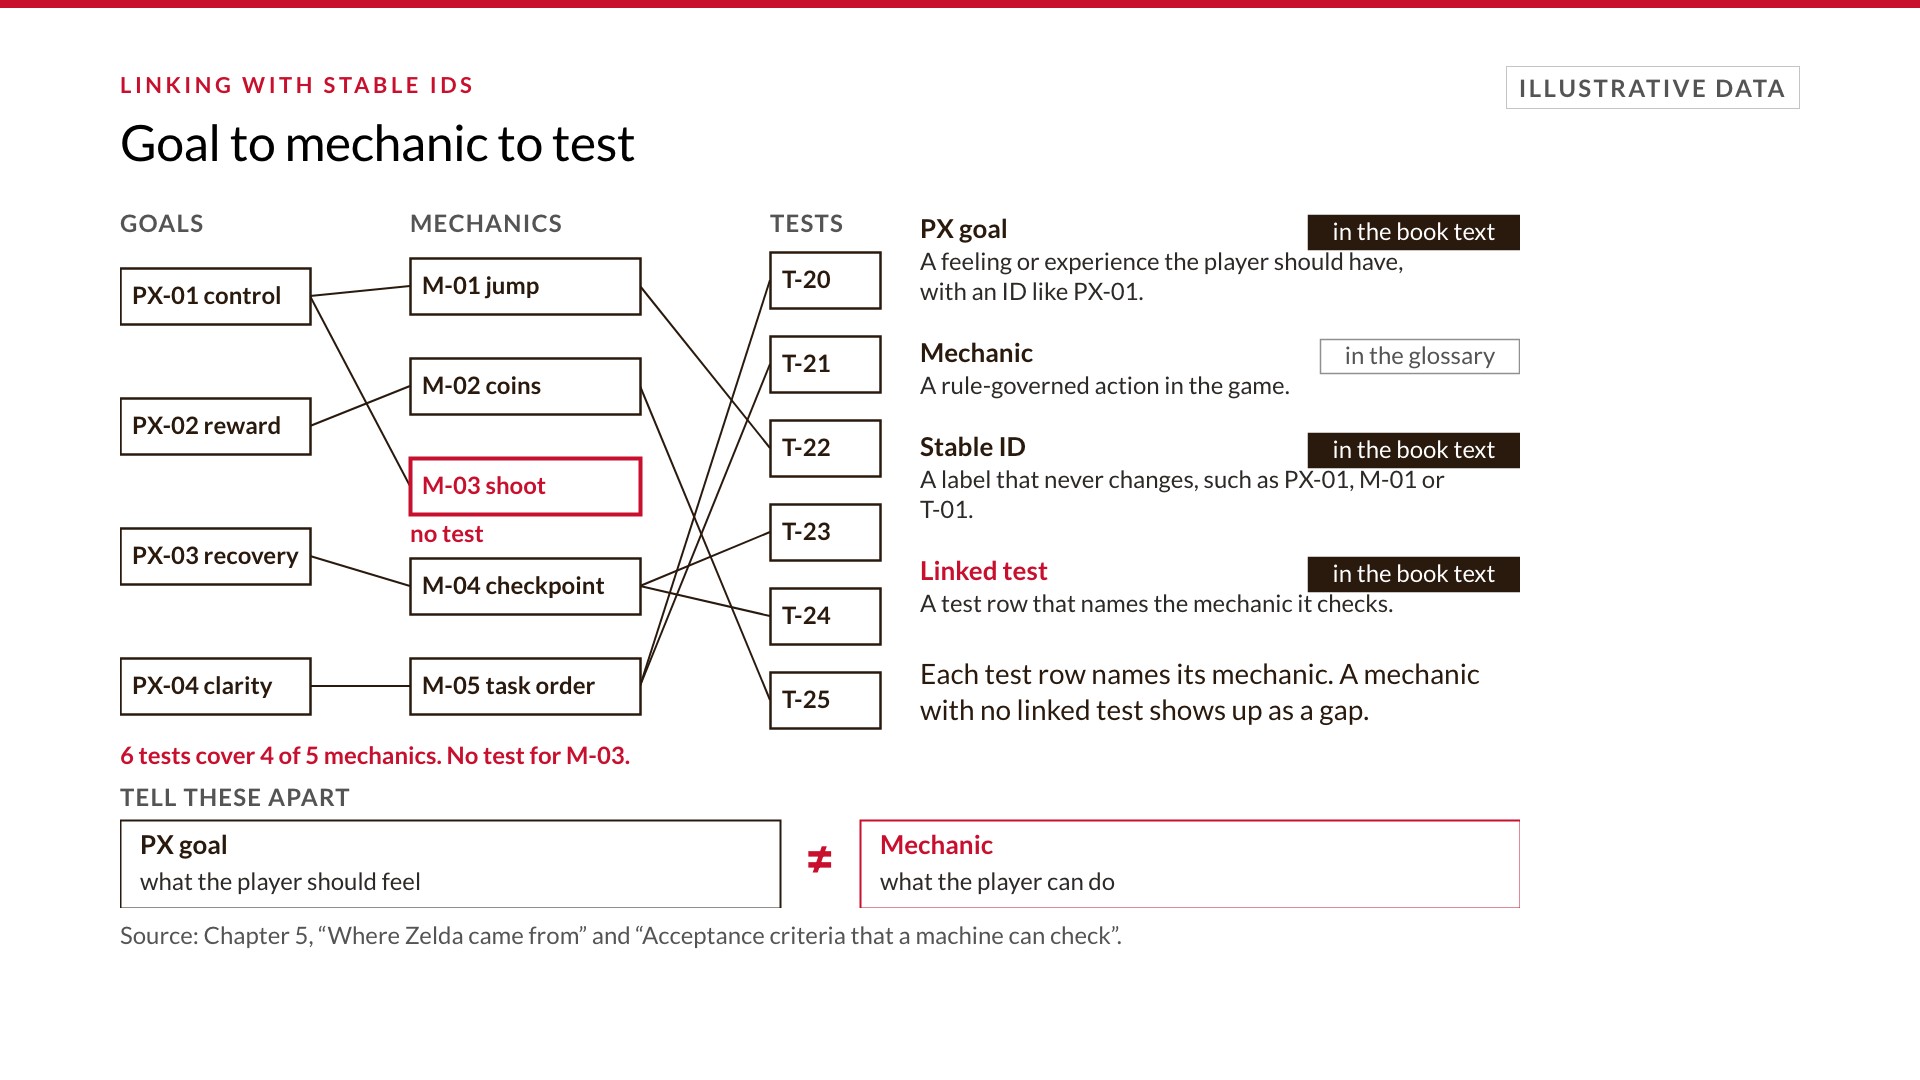 LINKING WITH STABLE IDS
ILLUSTRATIVE DATA
Goal to mechanic to test
GOALS
MECHANICS
TESTS
PX-01 control
PX-02 reward
PX-03 recovery
PX-04 clarity
M-01 jump
M-02 coins
M-03 shoot
no test
M-04 checkpoint
M-05 task order
T-20
T-21
T-22
T-23
T-24
T-25
PX goal
in the book text
A feeling or experience the player should have,
with an ID like PX-01.
Mechanic
in the glossary
A rule-governed action in the game.
Stable ID
in the book text
A label that never changes, such as PX-01, M-01 or
T-01.
Linked test
in the book text
A test row that names the mechanic it checks.
Each test row names its mechanic. A mechanic
with no linked test shows up as a gap.
6 tests cover 4 of 5 mechanics. No test for M-03.
TELL THESE APART
PX goal
what the player should feel
≠
Mechanic
what the player can do
Source: Chapter 5, “Where Zelda came from” and “Acceptance criteria that a machine can check”.